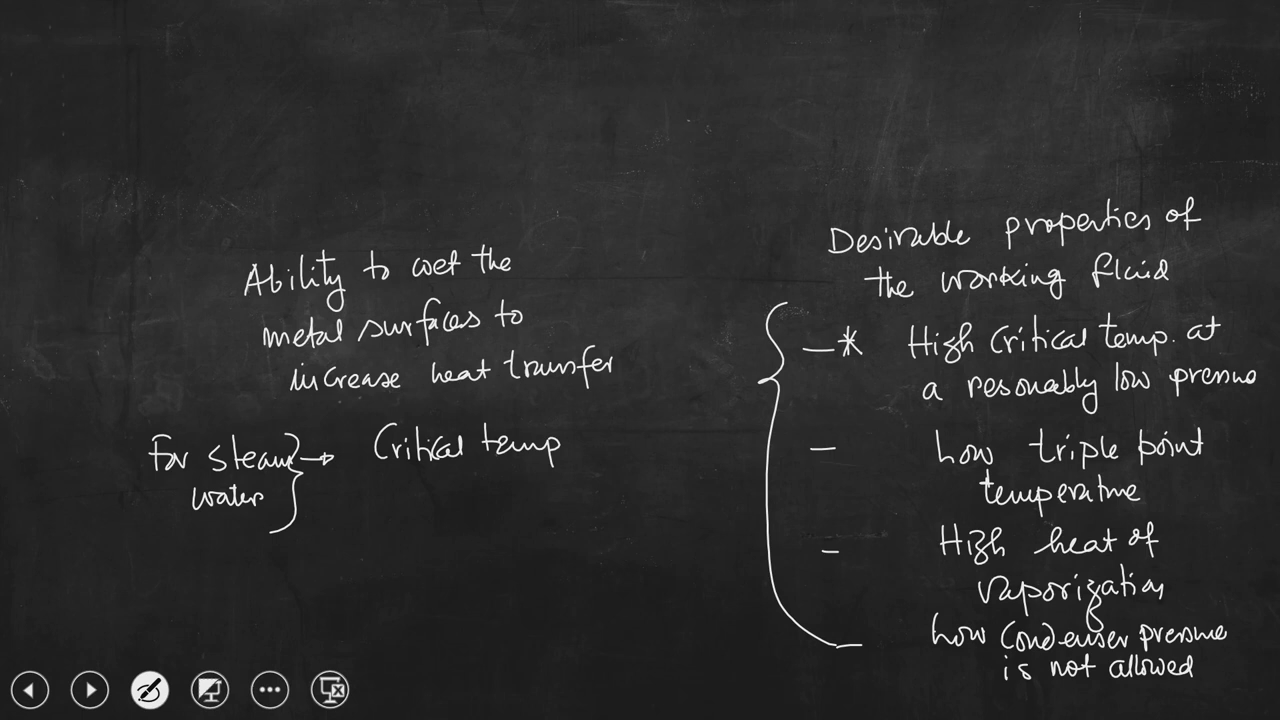 Ability to wet the
metal surfaces to
increase heat transfer
For steam → Critical temp
water
Desirable properties of
the working fluid
—* High critical temp. at
a resonably low pressure
— Low triple point
temperature
- High heat of
vaporization
— Low condenser pressure
is not allowed